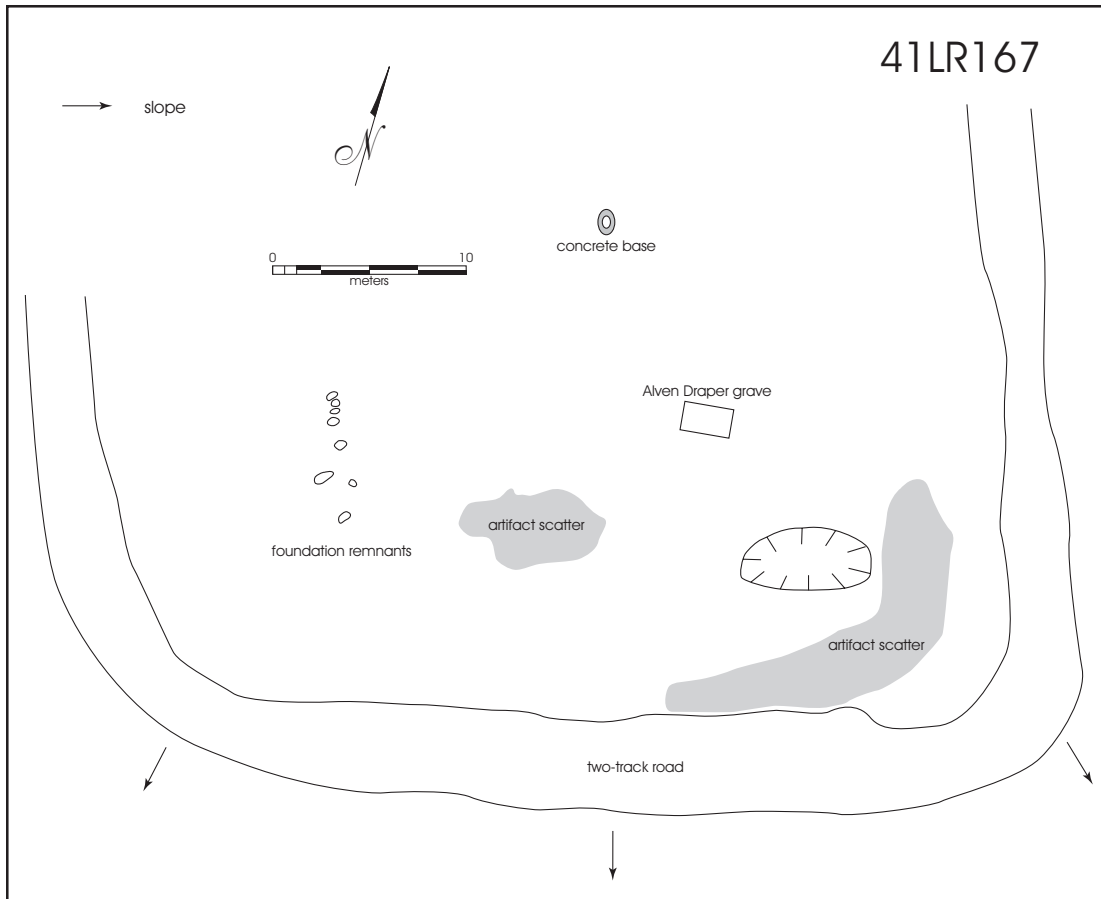 41LR167
slope
N
concrete base
0 10
meters
Alven Draper grave
artifact scatter
foundation remnants
artifact scatter
two-track road